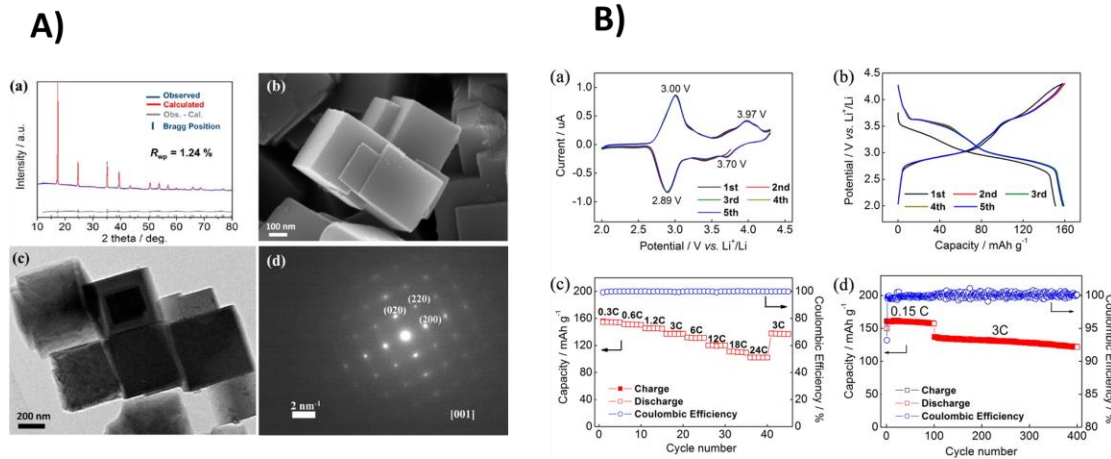 A)
B)
(a)
Intensity / a.u.
Observed
Calculated
Obs. - Cal.
Bragg Position
Rwp = 1.24 %
10 20 30 40 50 60 70 80
2 theta / deg.
(b)
100 nm
(c)
200 nm
(d)
(220)
(020)
(200)
2 nm⁻¹
[001]
(a)
Current / uA
1.0
0.5
0.0
-0.5
-1.0
3.00 V
3.97 V
3.70 V
2.89 V
1st 2nd
3rd 4th
5th
2.0 2.5 3.0 3.5 4.0 4.5
Potential / V vs. Li⁺/Li
(b)
Potential / V vs. Li⁺/Li
4.5
4.0
3.5
3.0
2.5
2.0
1st 2nd 3rd
4th 5th
0 40 80 120 160
Capacity / mAh g⁻¹
(c)
Capacity / mAh g⁻¹
200
160
120
80
40
0
0.3C 0.6C 1.2C 3C 6C 12C 18C 24C
Charge
Discharge
Coulombic Efficiency
100
80
60
40
20
0
Coulombic Efficiency / %
0 10 20 30 40
Cycle number
(d)
Capacity / mAh g⁻¹
200
150
100
50
0
0.15 C
3C
Charge
Discharge
Coulombic Efficiency
100
95
90
85
80
Coulombic Efficiency / %
0 100 200 300 400
Cycle number